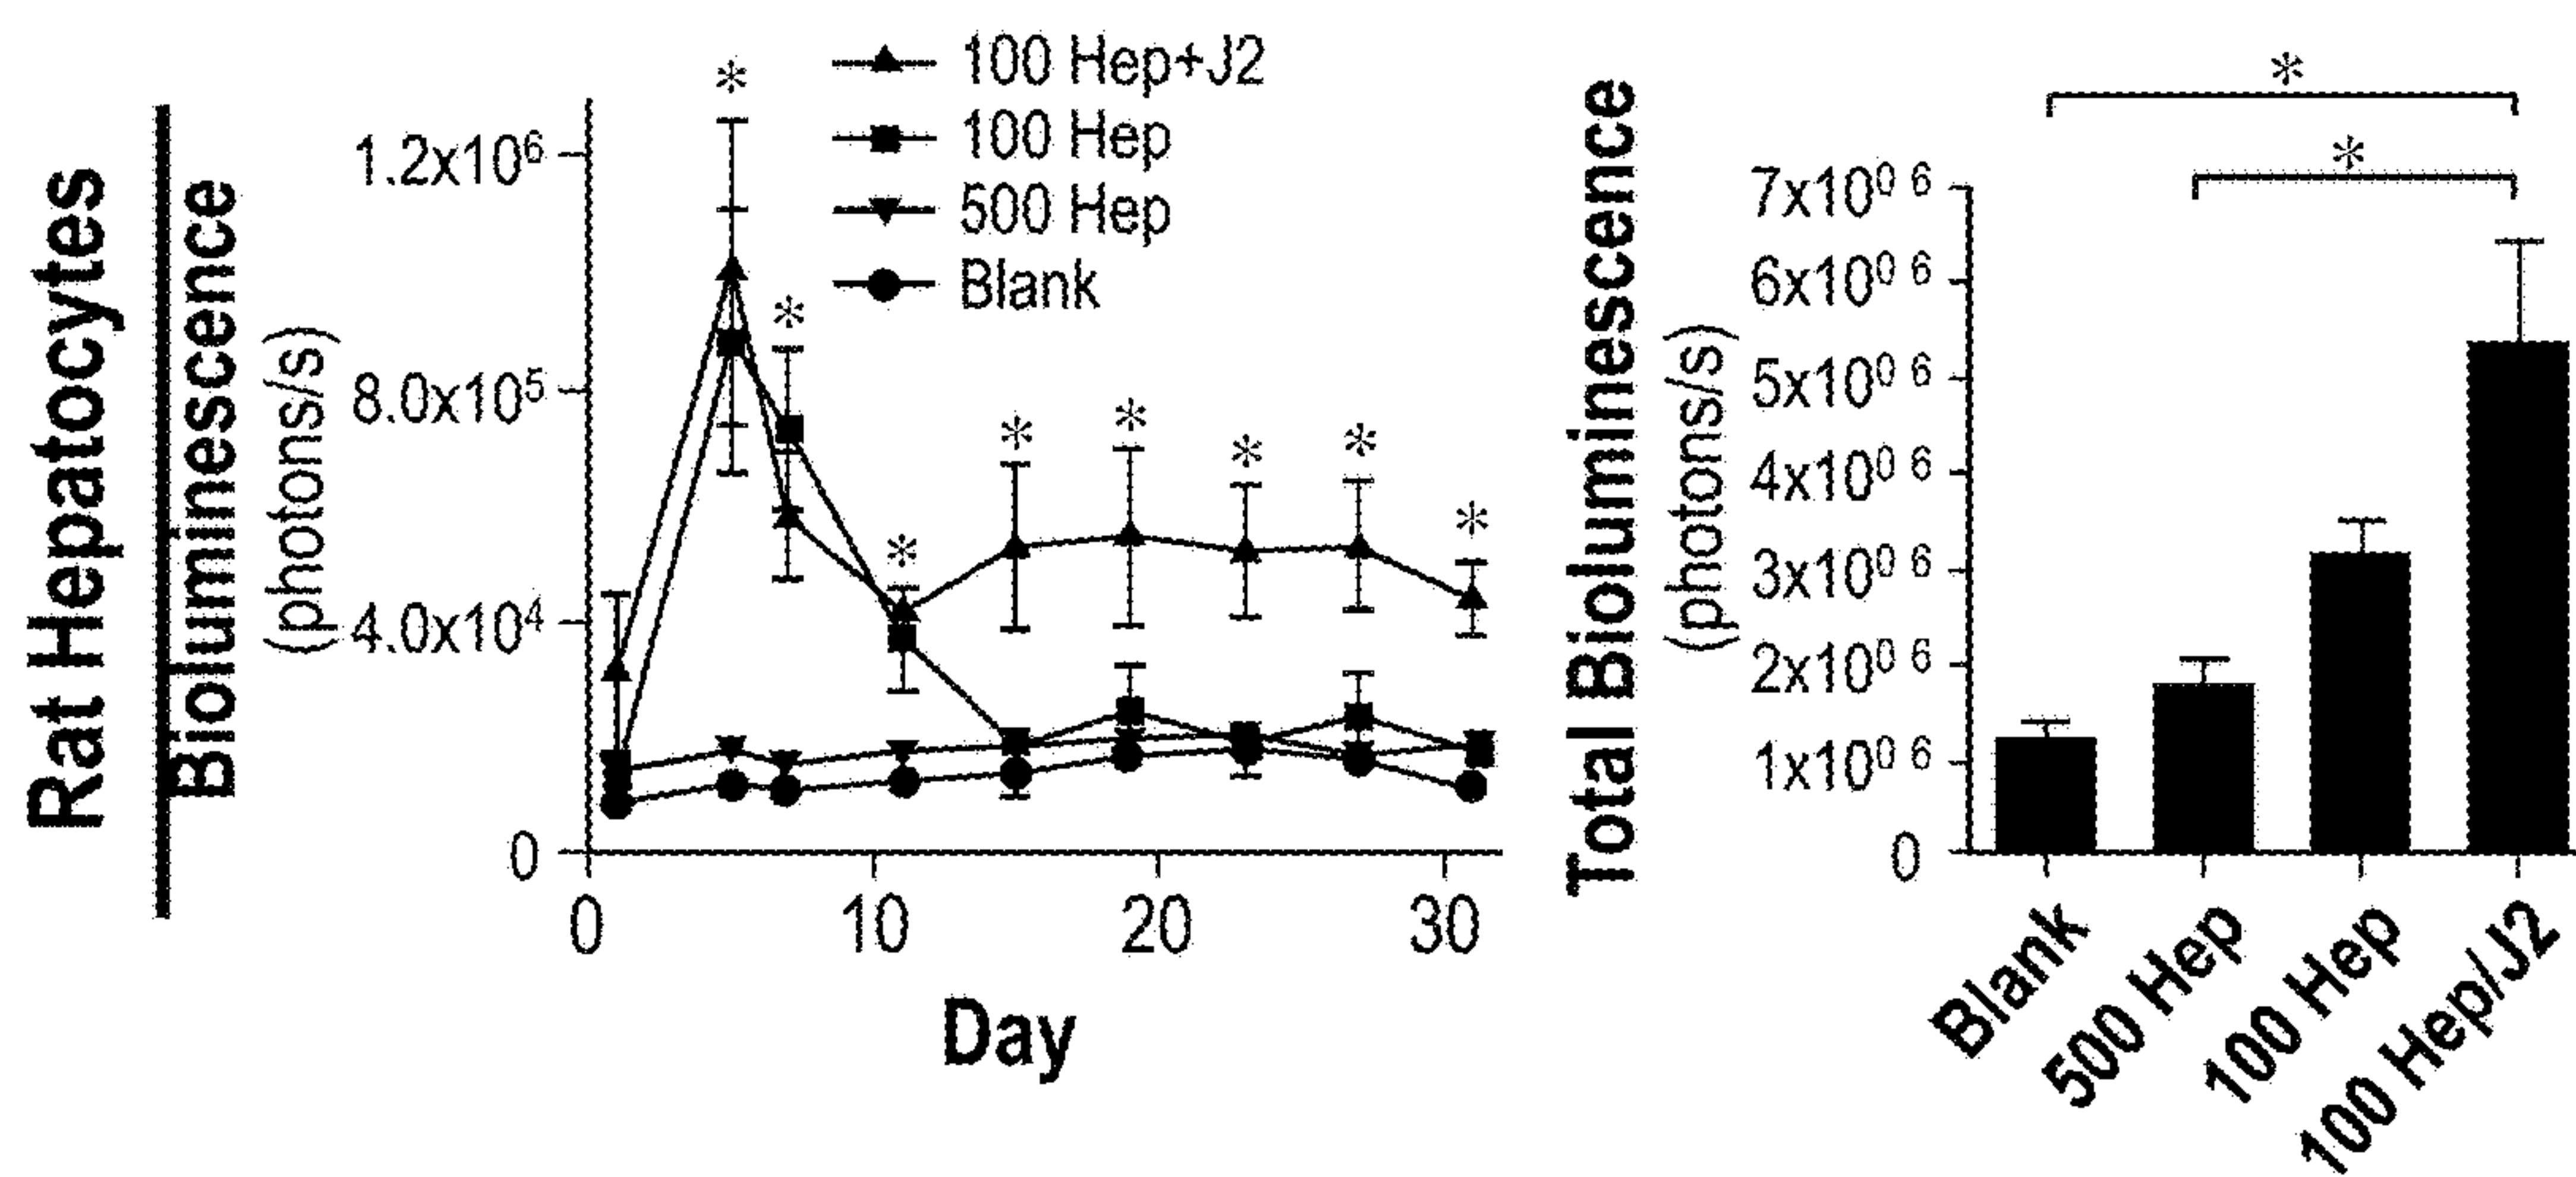 Rat Hepatocytes
Bioluminescence
(photons/s)
1.2x10⁶
8.0x10⁵
4.0x10⁴
0
*
*
*
*
*
*
*
*
100 Hep+J2
100 Hep
500 Hep
Blank
0 10 20 30
Day
Total Bioluminescence
(photons/s)
*
*
7x10⁰ ⁶
6x10⁰ ⁶
5x10⁰ ⁶
4x10⁰ ⁶
3x10⁰ ⁶
2x10⁰ ⁶
1x10⁰ ⁶
0
Blank
500 Hep
100 Hep
100 Hep/J2